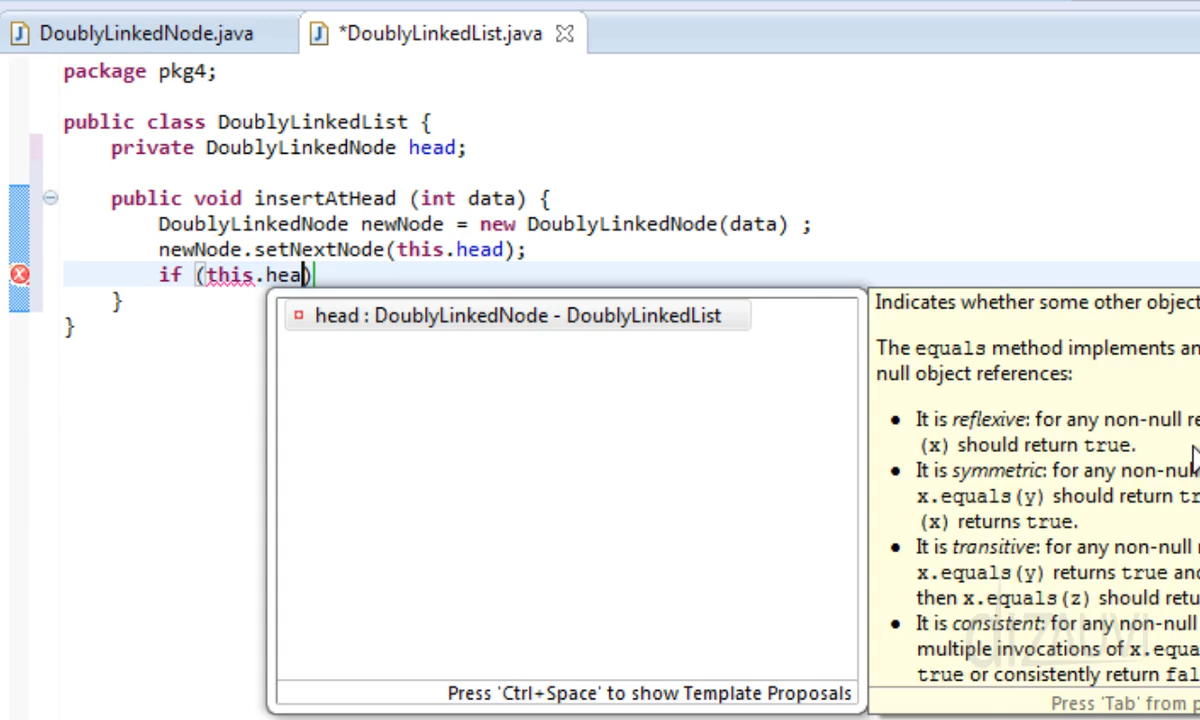 DoublyLinkedNode.java
*DoublyLinkedList.java
package pkg4;
public class DoublyLinkedList {
private DoublyLinkedNode head;
public void insertAtHead (int data) {
DoublyLinkedNode newNode = new DoublyLinkedNode(data) ;
newNode.setNextNode(this.head);
if (this.hea)
}
}
head : DoublyLinkedNode - DoublyLinkedList
Press 'Ctrl+Space' to show Template Proposals
Indicates whether some other object
The equals method implements an
null object references:
It is reflexive: for any non-null re
(x) should return true.
It is symmetric: for any non-null
x.equals(y) should return tr
(x) returns true.
It is transitive: for any non-null
x.equals(y) returns true and
then x.equals(z) should retu
It is consistent: for any non-null
multiple invocations of x.equa
true or consistently return fal
Press 'Tab' from p